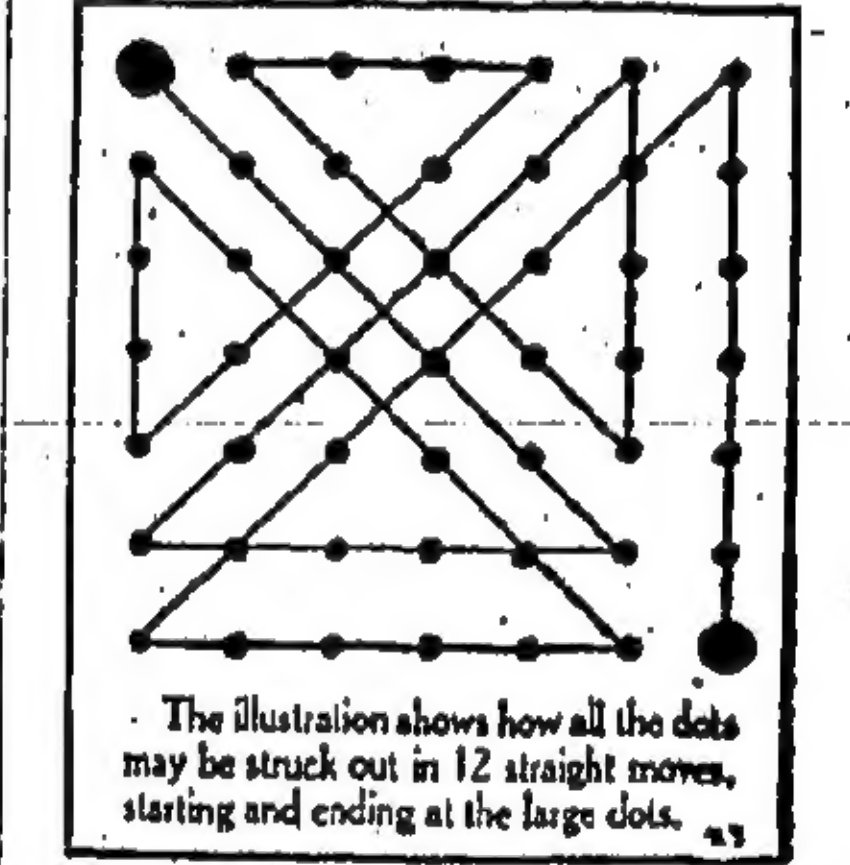 The illustration shows how all the dots
may be struck out in 12 straight moves,
starting and ending at the large dots.